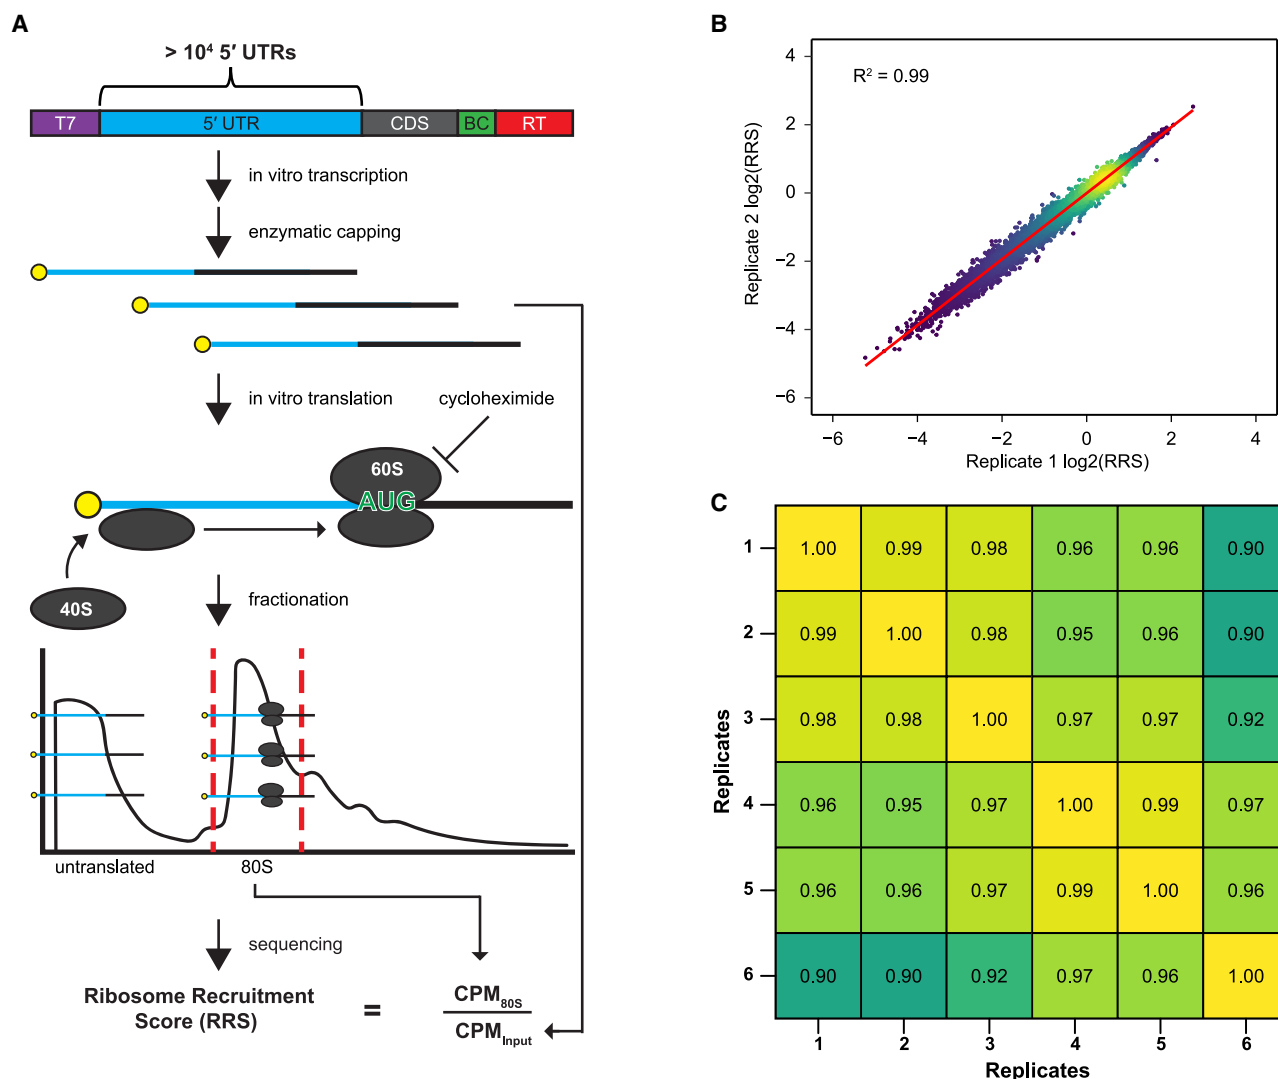 A
> 10⁴ 5′ UTRs
T7 5′ UTR CDS BC RT
in vitro transcription
enzymatic capping
in vitro translation
cycloheximide
60S
AUG
40S
fractionation
untranslated 80S
sequencing
Ribosome Recruitment
Score (RRS)
=
CPM80S
CPMInput
B
R² = 0.99
4
2
0
−2
−4
−6
Replicate 2 log2(RRS)
−6 −4 −2 0 2 4
Replicate 1 log2(RRS)
C
Replicates
1 1.00 0.99 0.98 0.96 0.96 0.90
2 0.99 1.00 0.98 0.95 0.96 0.90
3 0.98 0.98 1.00 0.97 0.97 0.92
4 0.96 0.95 0.97 1.00 0.99 0.97
5 0.96 0.96 0.97 0.99 1.00 0.96
6 0.90 0.90 0.92 0.97 0.96 1.00
1 2 3 4 5 6
Replicates